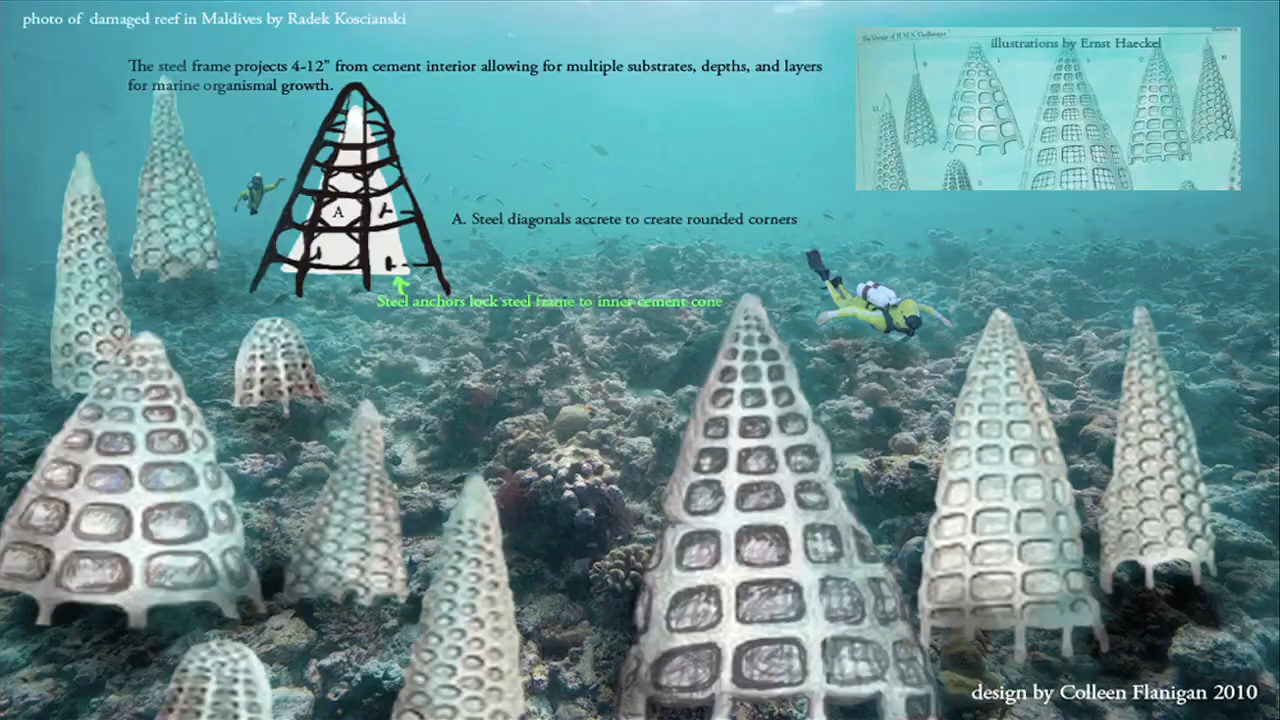 photo of damaged reef in Maldives by Radek Koscianski
illustrations by Ernst Haeckel
The steel frame projects 4-12” from cement interior allowing for multiple substrates, depths, and layers
for marine organismal growth.
A
A. Steel diagonals accrete to create rounded corners
Steel anchors lock steel frame to inner cement cone
design by Colleen Flanigan 2010